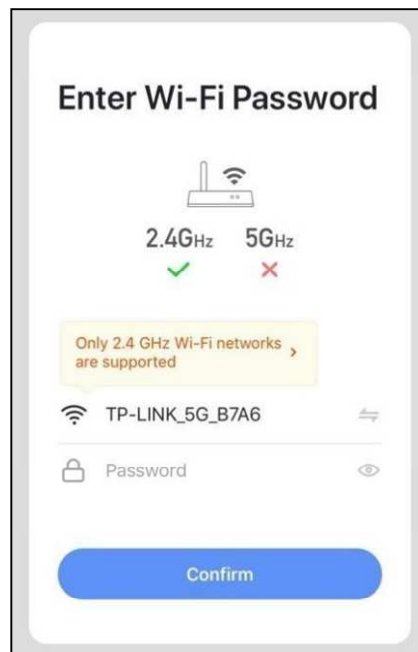 Enter Wi-Fi Password
2.4GHz 5GHz
Only 2.4 GHz Wi-Fi networks
are supported
TP-LINK_5G_B7A6
Password
Confirm